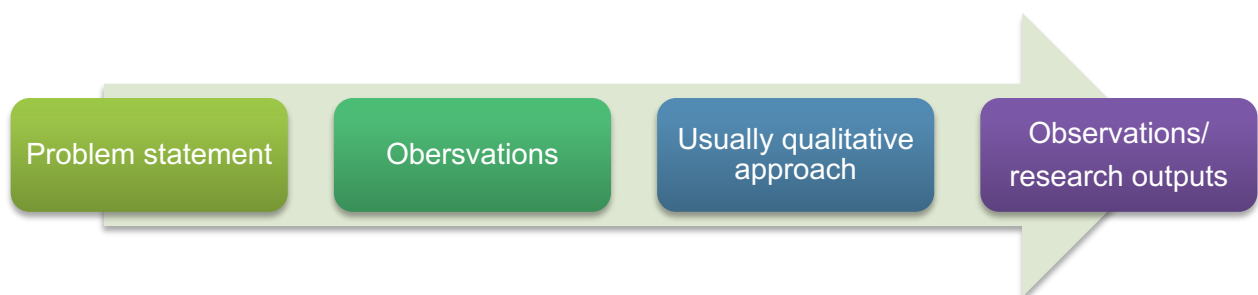 Problem statement
Obersvations
Usually qualitative
approach
Observations/
research outputs